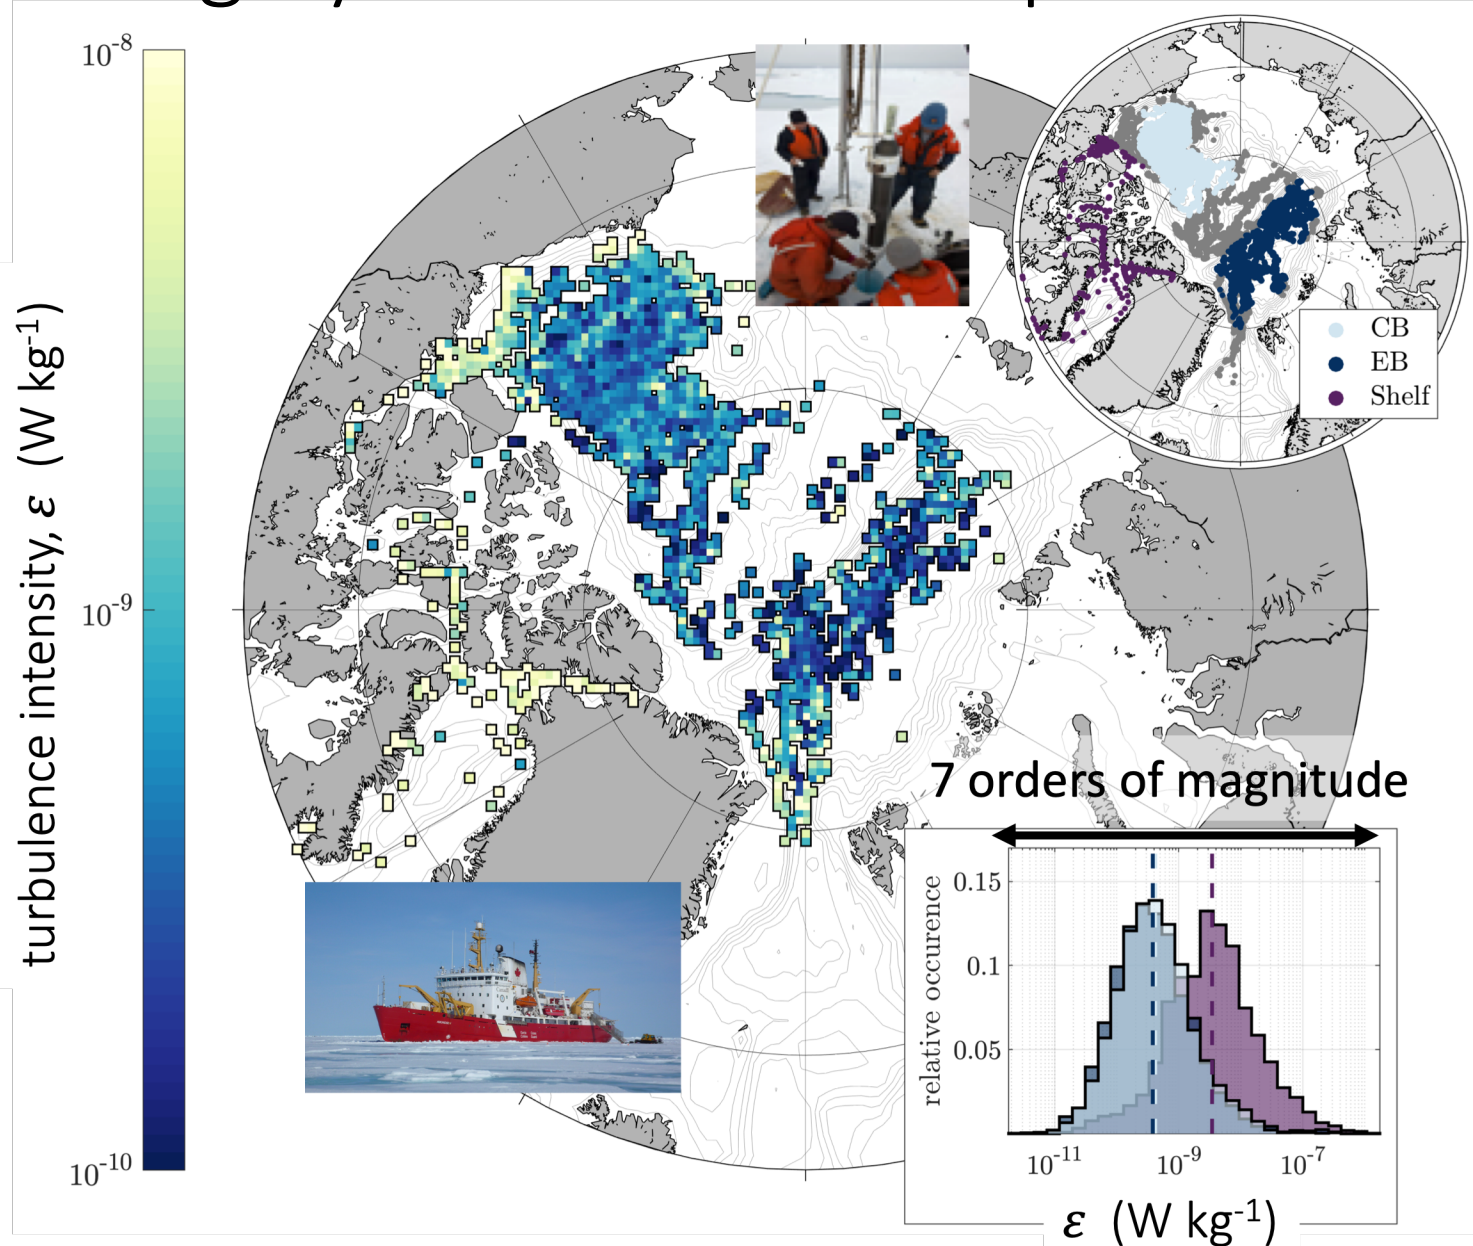 10-8
turbulence intensity, ε (W kg-1)
10-9
10-10
CB
EB
Shelf
7 orders of magnitude
relative occurence
0.15
0.1
0.05
10-11
10-9
10-7
ε (W kg-1)